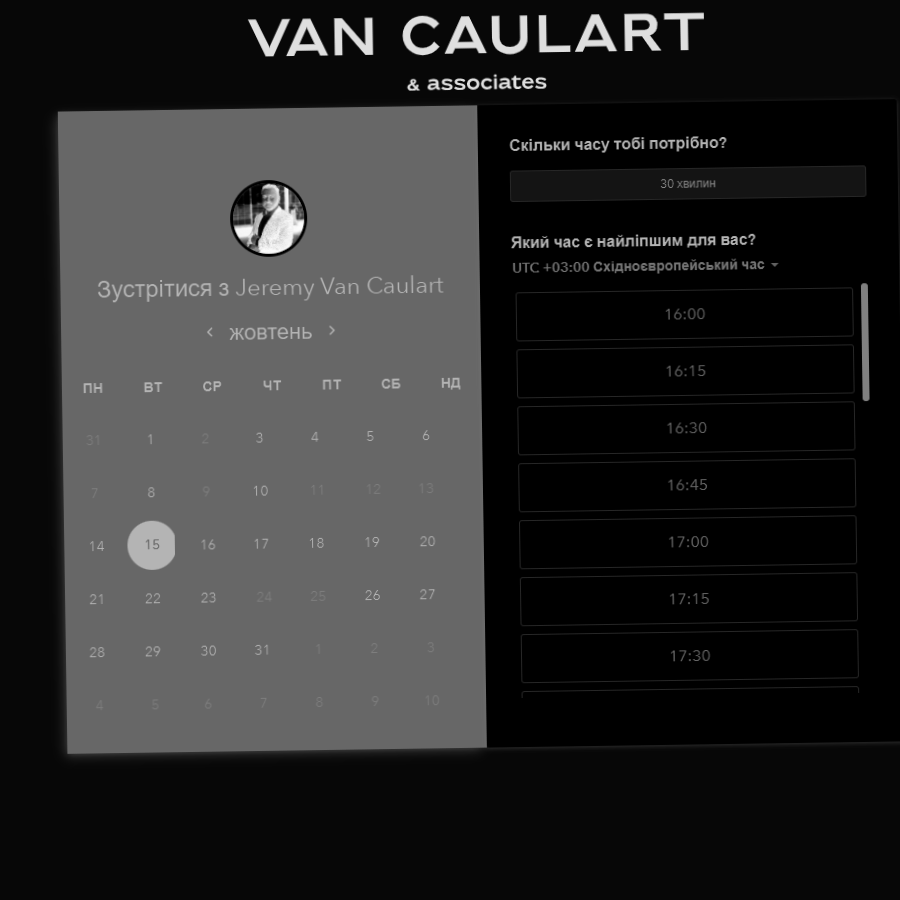 VAN CAULART
& associates
Зустрітися з Jeremy Van Caulart
жовтень
ПН ВТ СР ЧТ ПТ СБ НД
31 1 2 3 4 5 6
7 8 9 10 11 12 13
14 15 16 17 18 19 20
21 22 23 24 25 26 27
28 29 30 31 1 2 3
4 5 6 7 8 9 10
Скільки часу тобі потрібно?
30 хвилин
Який час є найліпшим для вас?
UTC +03:00 Східноєвропейський час
16:00
16:15
16:30
16:45
17:00
17:15
17:30